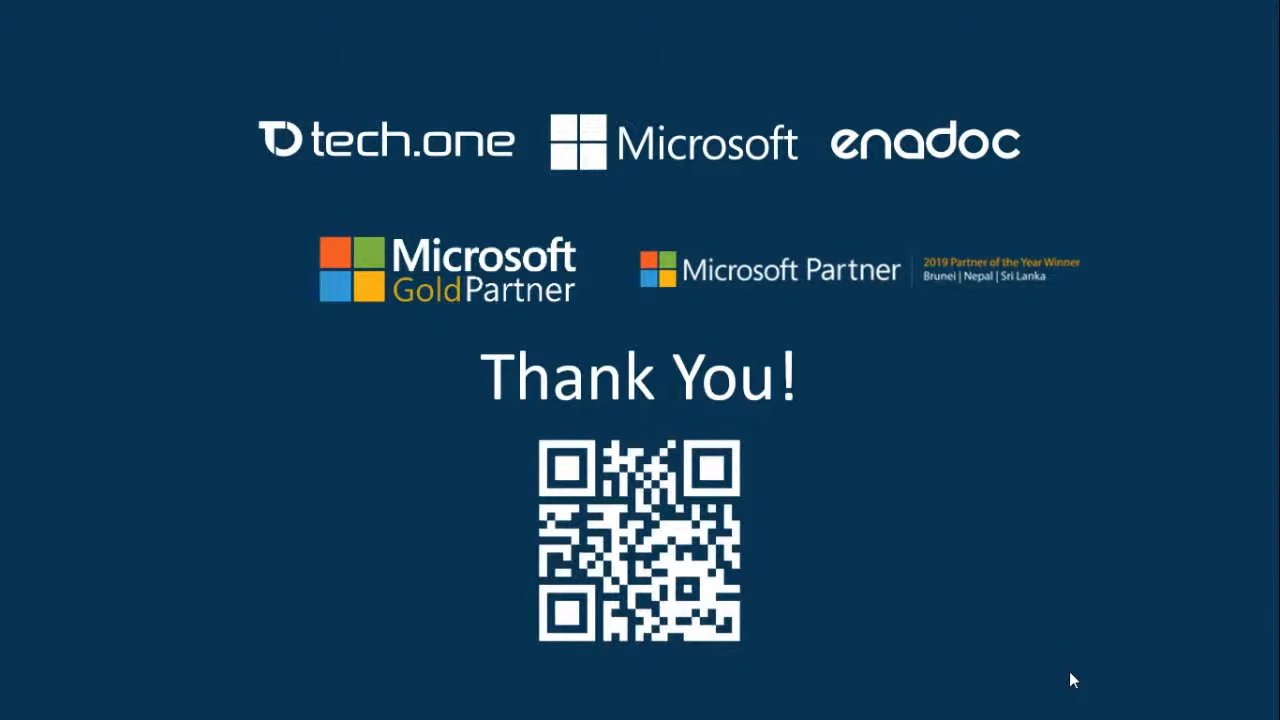 tech.one Microsoft enadoc
Microsoft
Gold Partner
Microsoft Partner
2019 Partner of the Year Winner
Brunei | Nepal | Sri Lanka
Thank You!